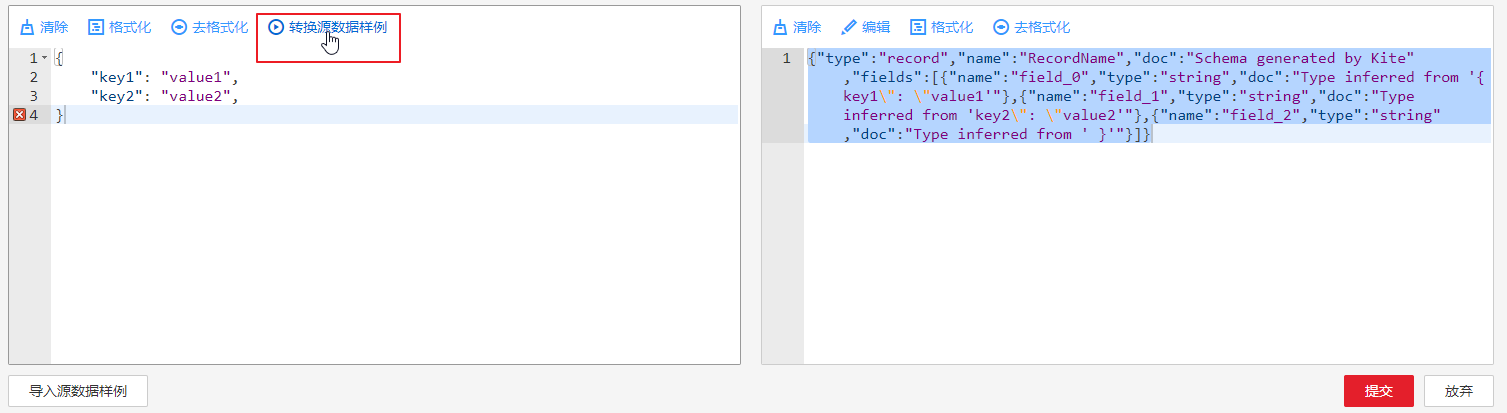 清除 格式化 去格式化 转换源数据样例
1 {
2 "key1": "value1",
3 "key2": "value2",
4 }
清除 编辑 格式化 去格式化
1 {"type":"record","name":"RecordName","doc":"Schema generated by Kite"
,"fields":[{"name":"field_0","type":"string","doc":"Type inferred from '{
key1\": \"value1'"},{"name":"field_1","type":"string","doc":"Type
inferred from 'key2\": \"value2'"},{"name":"field_2","type":"string"
,"doc":"Type inferred from ' }'"}]}
导入源数据样例 提交 放弃